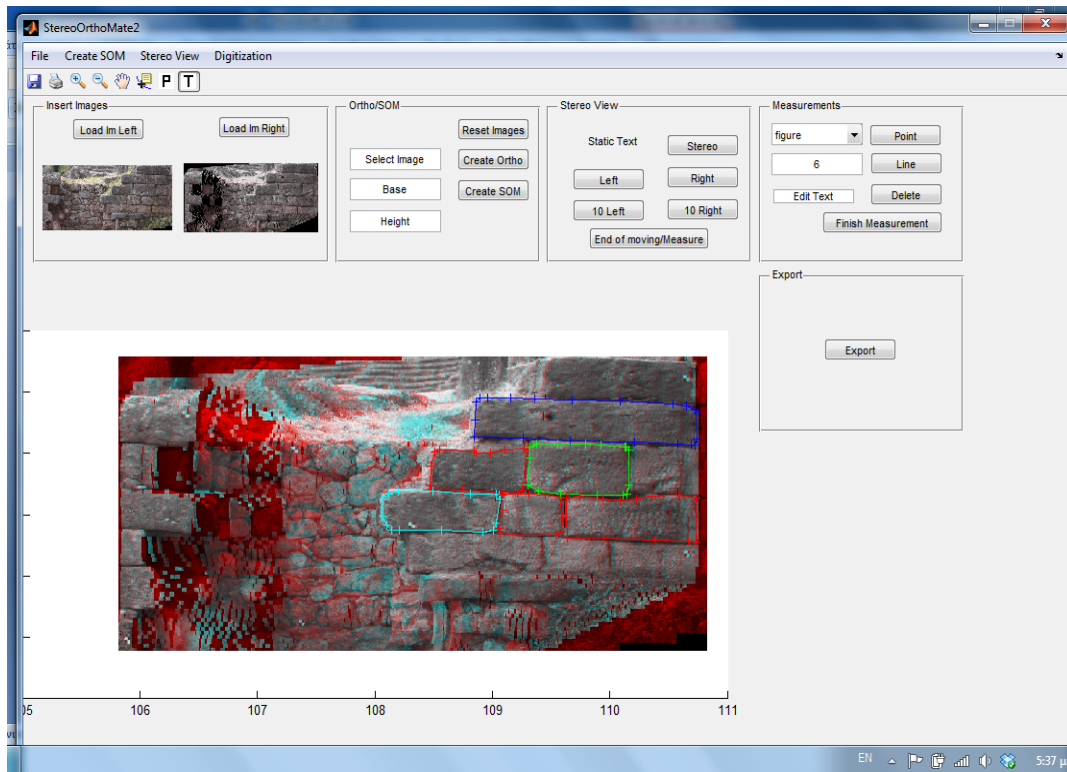 StereoOrthoMate2
File Create SOM Stereo View Digitization
P T
Insert Images
Load Im Left
Load Im Right
Ortho/SOM
Reset Images
Select Image
Create Ortho
Base
Create SOM
Height
Stereo View
Static Text
Stereo
Left
Right
10 Left
10 Right
End of moving/Measure
Measurements
figure
Point
6
Line
Edit Text
Delete
Finish Measurement
Export
Export
106 107 108 109 110 111
EN
5:37 μ